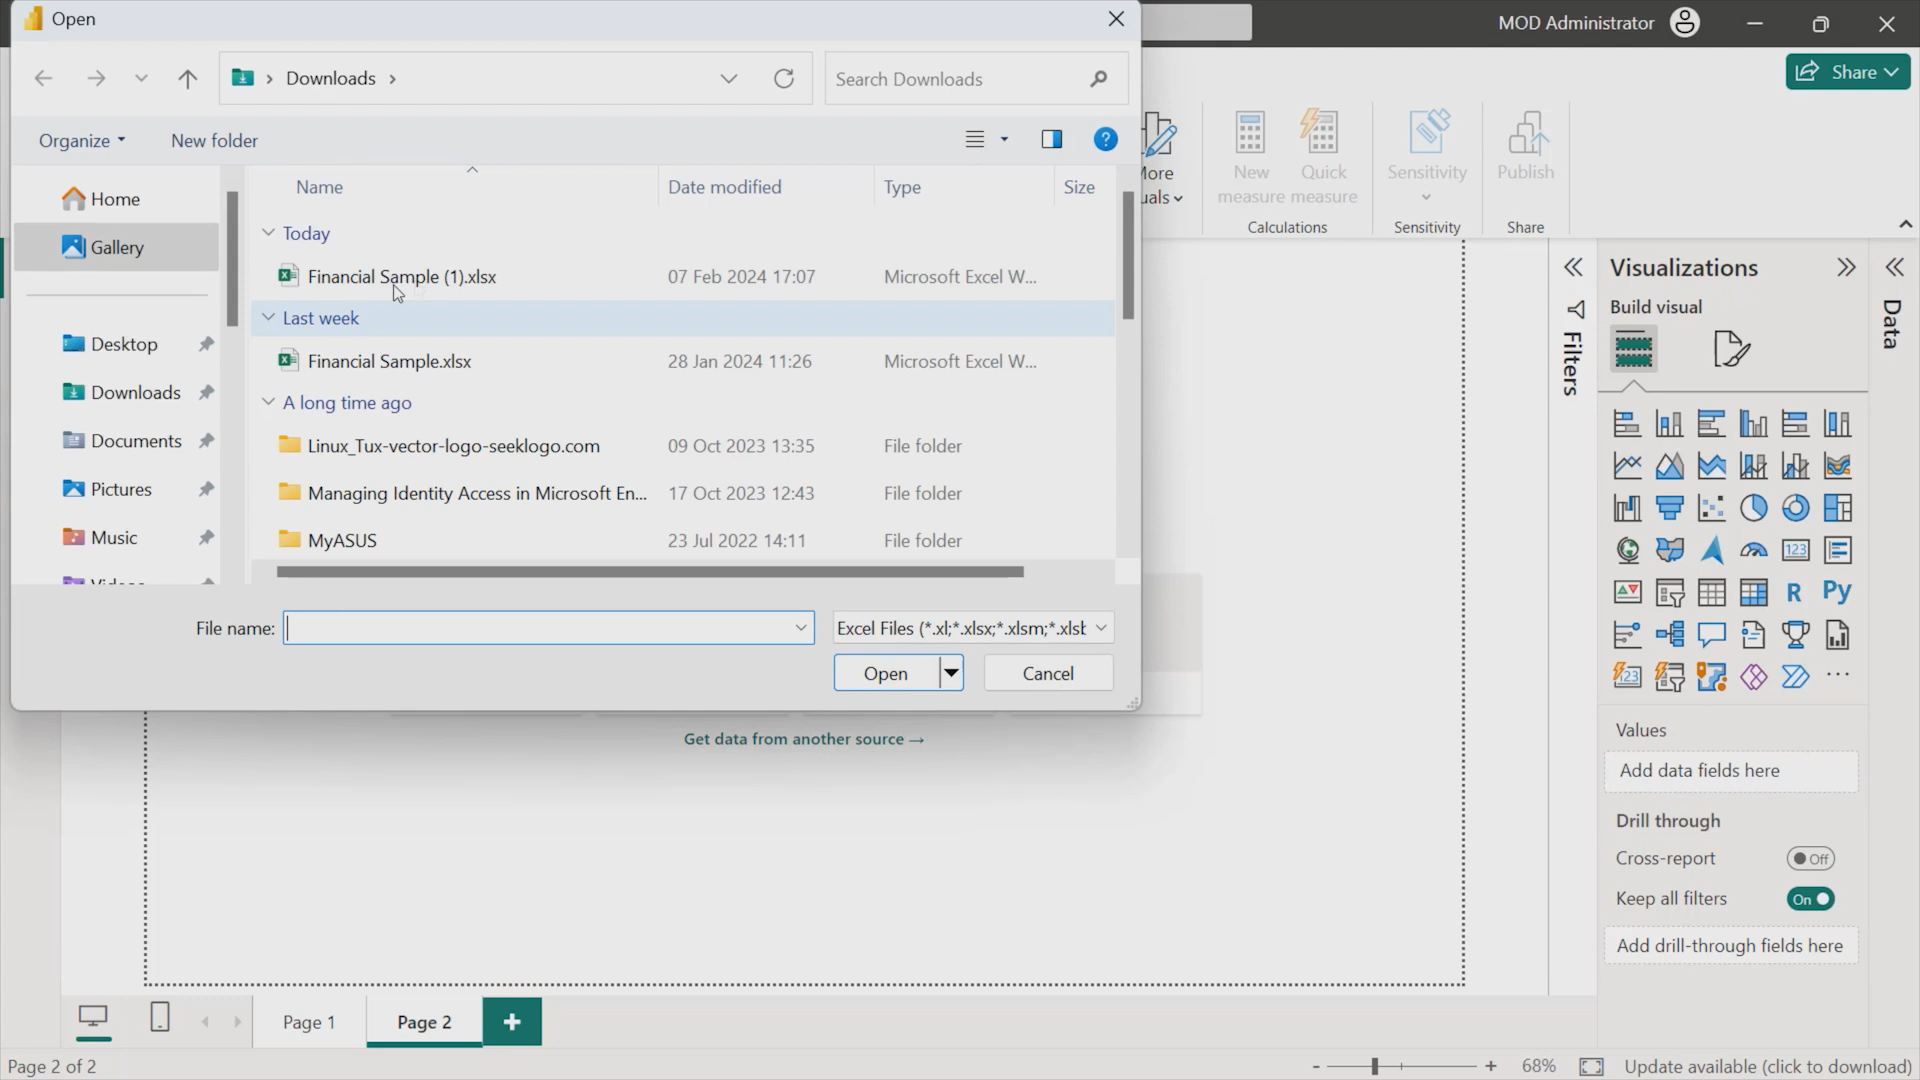 Open
MOD Administrator
Downloads
Search Downloads
Share
Organize
New folder
?
Name
Date modified
Type
Size
Home
Gallery
Desktop
Downloads
Documents
Pictures
Music
Today
Financial Sample (1).xlsx
07 Feb 2024 17:07
Microsoft Excel W...
Last week
Financial Sample.xlsx
28 Jan 2024 11:26
Microsoft Excel W...
A long time ago
Linux_Tux-vector-logo-seeklogo.com
09 Oct 2023 13:35
File folder
Managing Identity Access in Microsoft En...
17 Oct 2023 12:43
File folder
MyASUS
23 Jul 2022 14:11
File folder
File name:
Excel Files (*.xl;*.xlsx;*.xlsm;*.xlsb
Open
Cancel
New
measure
Quick
measure
Calculations
Sensitivity
Sensitivity
Publish
Share
Get data from another source →
Filters
Visualizations
Build visual
123
R
Py
123
Values
Add data fields here
Drill through
Cross-report
Off
Keep all filters
On
Add drill-through fields here
Data
Page 1
Page 2
+
Page 2 of 2
- +
68%
Update available (click to download)